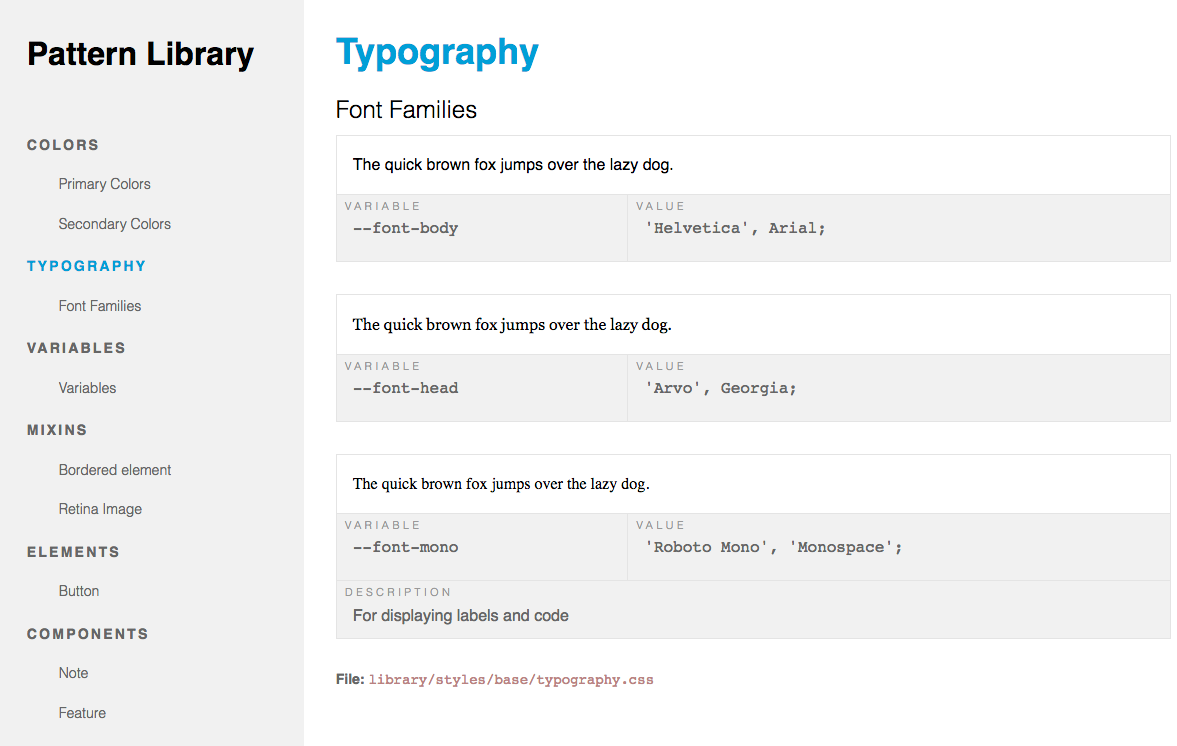 Pattern Library
COLORS
Primary Colors
Secondary Colors
TYPOGRAPHY
Font Families
VARIABLES
Variables
MIXINS
Bordered element
Retina Image
ELEMENTS
Button
COMPONENTS
Note
Feature
Typography
Font Families
The quick brown fox jumps over the lazy dog.
VARIABLE VALUE
--font-body 'Helvetica', Arial;
The quick brown fox jumps over the lazy dog.
VARIABLE VALUE
--font-head 'Arvo', Georgia;
The quick brown fox jumps over the lazy dog.
VARIABLE VALUE
--font-mono 'Roboto Mono', 'Monospace';
DESCRIPTION
For displaying labels and code
File: library/styles/base/typography.css